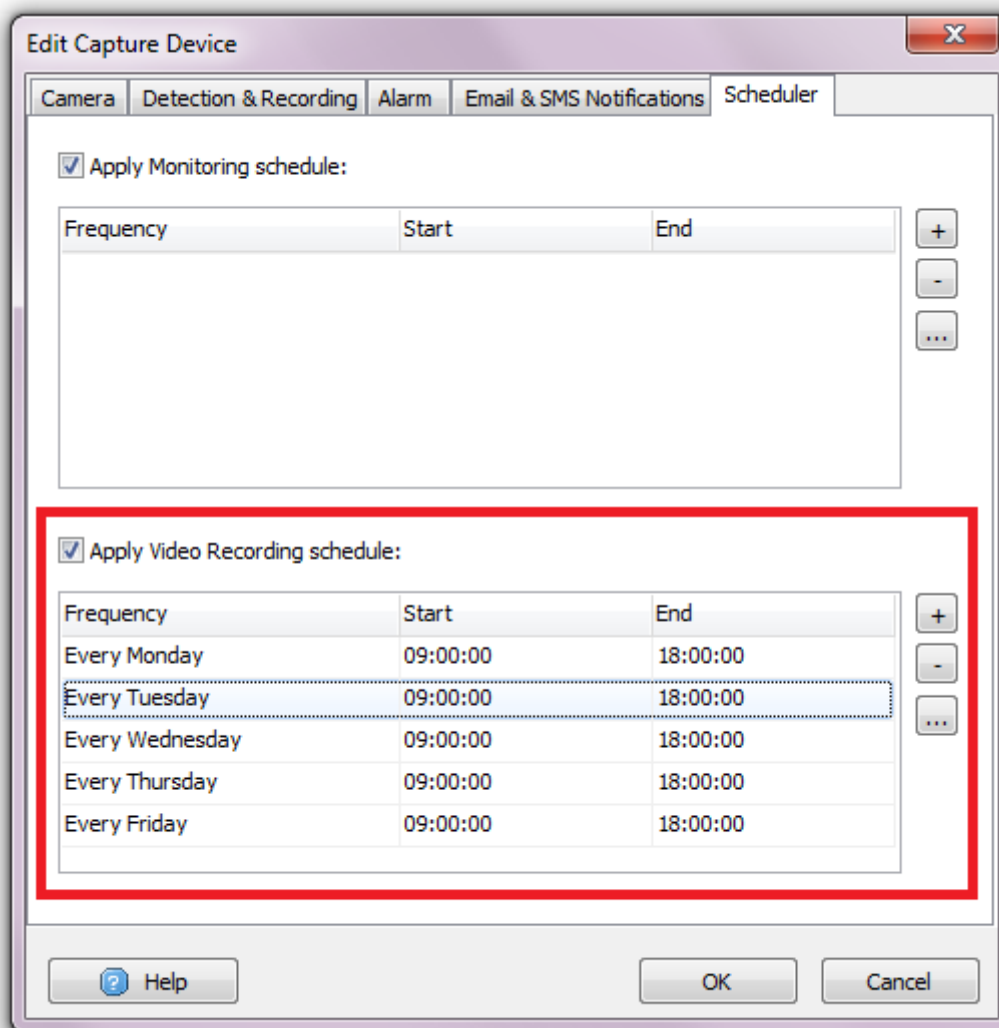 Edit Capture Device
Camera Detection & Recording Alarm Email & SMS Notifications Scheduler
Apply Monitoring schedule:
Frequency Start End
+
-
...
Apply Video Recording schedule:
Frequency Start End +
Every Monday 09:00:00 18:00:00 -
Every Tuesday 09:00:00 18:00:00 ...
Every Wednesday 09:00:00 18:00:00
Every Thursday 09:00:00 18:00:00
Every Friday 09:00:00 18:00:00
? Help OK Cancel